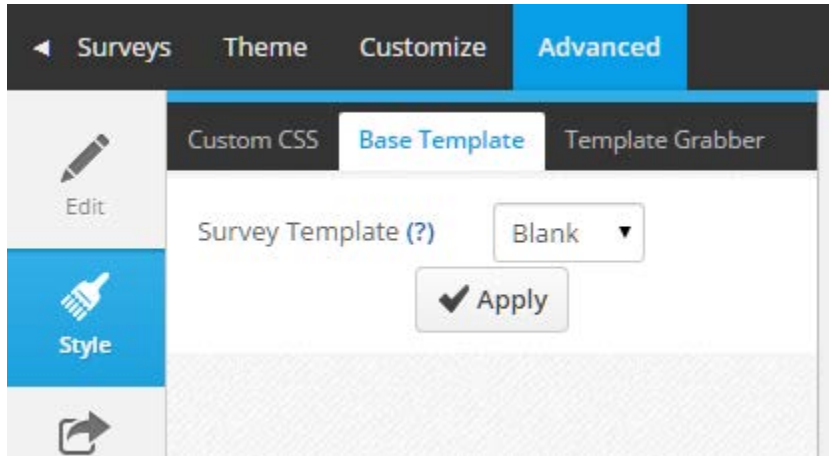 Surveys Theme Customize Advanced
Custom CSS Base Template Template Grabber
Edit
Survey Template (?) Blank
Apply
Style